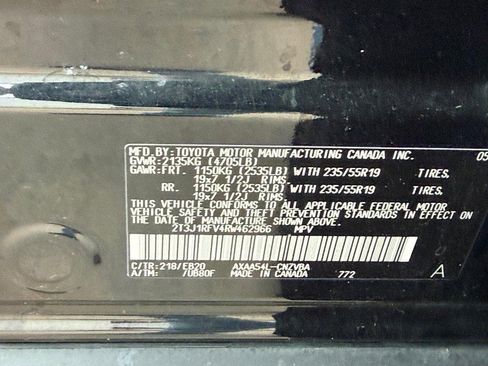 MFD.BY:TOYOTA MOTOR MANUFACTURING CANADA INC. 05
GVWR:2135KG (4705LB)
GAWR:FRT. 1150KG (2535LB) WITH 235/55R19 TIRES.
19x7 1/2J RIMS.
RR. 1150KG (2535LB) WITH 235/55R19 TIRES.
19x7 1/2J RIMS.
THIS VEHICLE CONFORMS TO ALL APPLICABLE FEDERAL MOTOR
VEHICLE SAFETY AND THEFT PREVENTION STANDARDS IN EFFECT ON
THE DATE OF MANUFACTURE SHOWN ABOVE.
2T3J1RFV4RW462966 MPV
C/TR:218/EB20 AXAA54L-CNZVBA
A/TM: /UB80F MADE IN CANADA 772 A